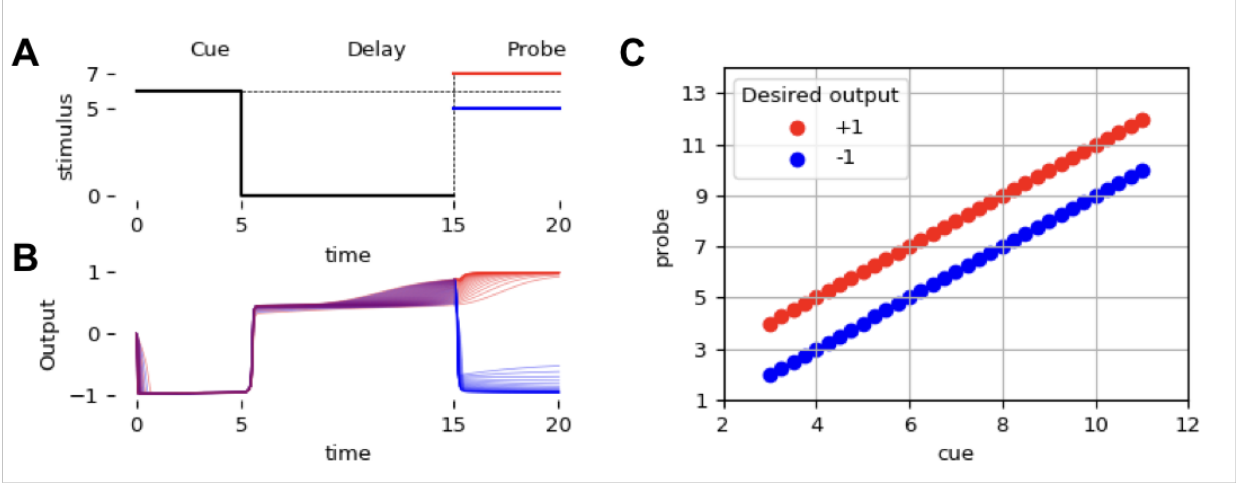 A
Cue Delay Probe
7
5
0
stimulus
0 5 15 20
time
B
1
0
−1
Output
0 5 15 20
time
C
Desired output
+1
-1
13
11
9
7
5
3
1
probe
2 4 6 8 10 12
cue